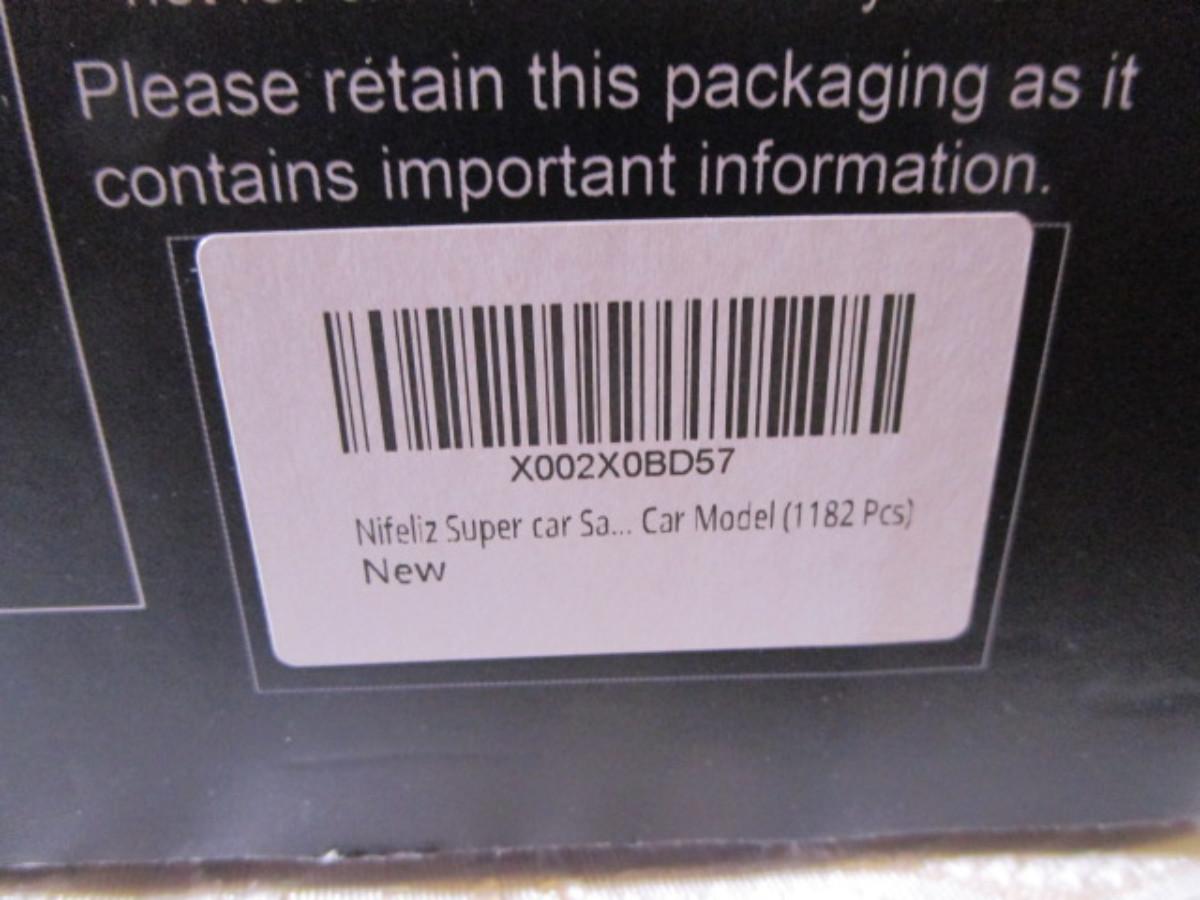 Please retain this packaging as it
contains important information.
X002X0BD57
Nifeliz Super car Sa... Car Model (1182 Pcs)
New